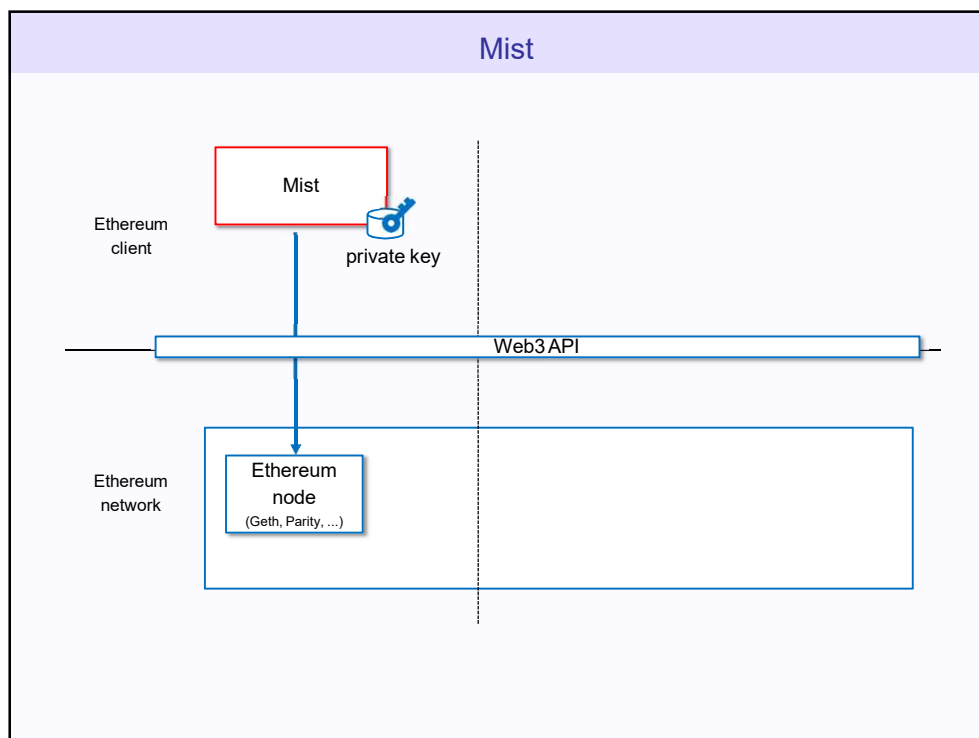 Mist
Mist
Ethereum
client
private key
Web3 API
Ethereum
network
Ethereum
node
(Geth, Parity, ...)